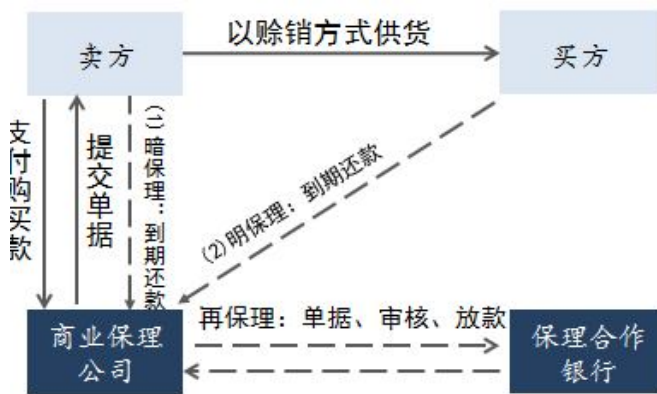 以赊销方式供货
卖方
买方
支付购买款
提交单据
(1)暗保理：到期还款
(2)明保理：到期还款
再保理：单据、审核、放款
商业保理
公司
保理合作
银行